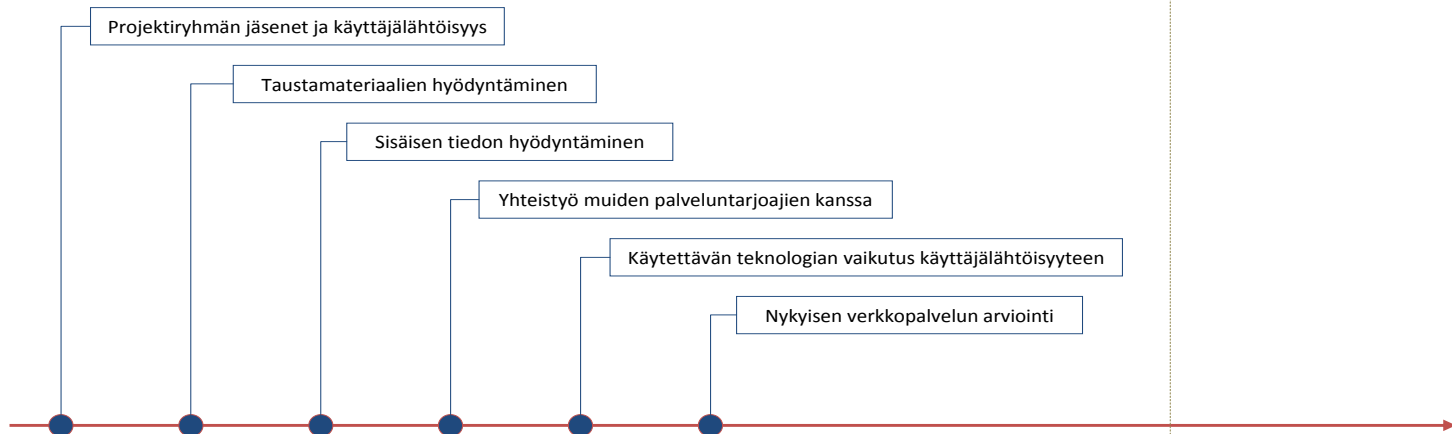 Projektiryhmän jäsenet ja käyttäjälähtöisyys
Taustamateriaalien hyödyntäminen
Sisäisen tiedon hyödyntäminen
Yhteistyö muiden palveluntarjoajien kanssa
Käytettävän teknologian vaikutus käyttäjälähtöisyyteen
Nykyisen verkkopalvelun arviointi